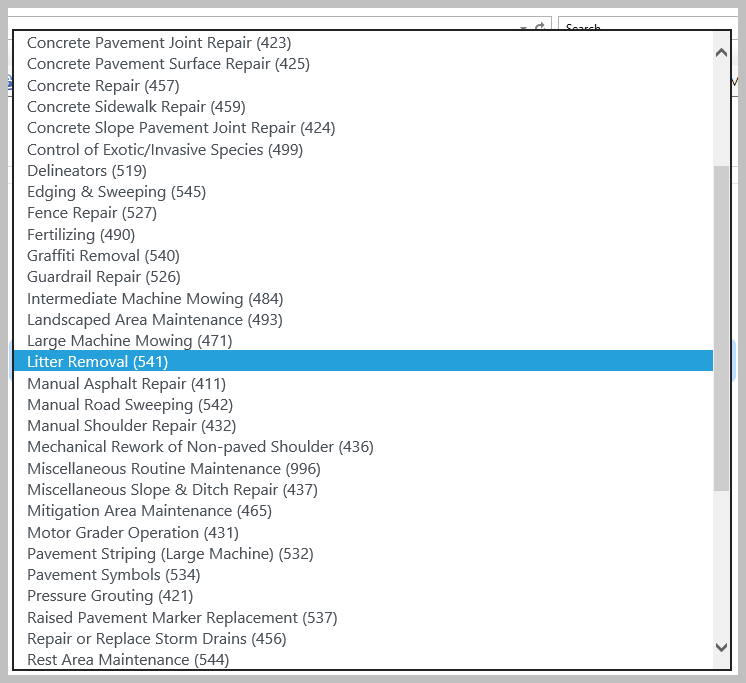 Search
Concrete Pavement Joint Repair (423)
Concrete Pavement Surface Repair (425)
Concrete Repair (457)
Concrete Sidewalk Repair (459)
Concrete Slope Pavement Joint Repair (424)
Control of Exotic/Invasive Species (499)
Delineators (519)
Edging & Sweeping (545)
Fence Repair (527)
Fertilizing (490)
Graffiti Removal (540)
Guardrail Repair (526)
Intermediate Machine Mowing (484)
Landscaped Area Maintenance (493)
Large Machine Mowing (471)
Litter Removal (541)
Manual Asphalt Repair (411)
Manual Road Sweeping (542)
Manual Shoulder Repair (432)
Mechanical Rework of Non-paved Shoulder (436)
Miscellaneous Routine Maintenance (996)
Miscellaneous Slope & Ditch Repair (437)
Mitigation Area Maintenance (465)
Motor Grader Operation (431)
Pavement Striping (Large Machine) (532)
Pavement Symbols (534)
Pressure Grouting (421)
Raised Pavement Marker Replacement (537)
Repair or Replace Storm Drains (456)
Rest Area Maintenance (544)